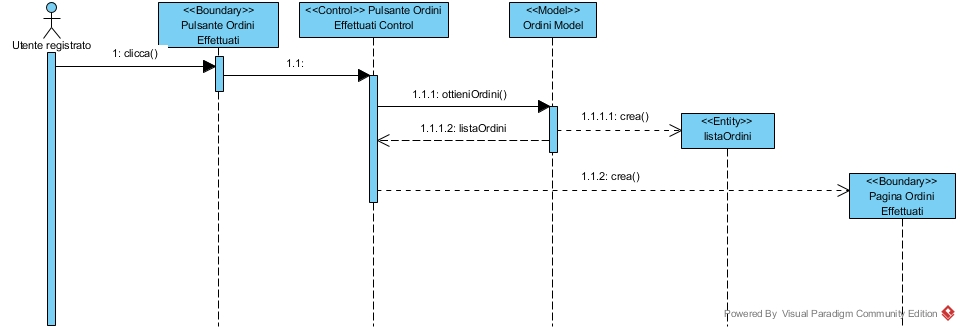 <<Boundary>>
Pulsante Ordini
Effettuati
<<Control>> Pulsante Ordini
Effettuati Control
<<Model>>
Ordini Model
Utente registrato
1: clicca()
1.1:
1.1.1: ottieniOrdini()
1.1.1.1: crea()
<<Entity>>
listaOrdini
1.1.1.2: listaOrdini
1.1.2: crea()
<<Boundary>>
Pagina Ordini
Effettuati
Powered By Visual Paradigm Community Edition